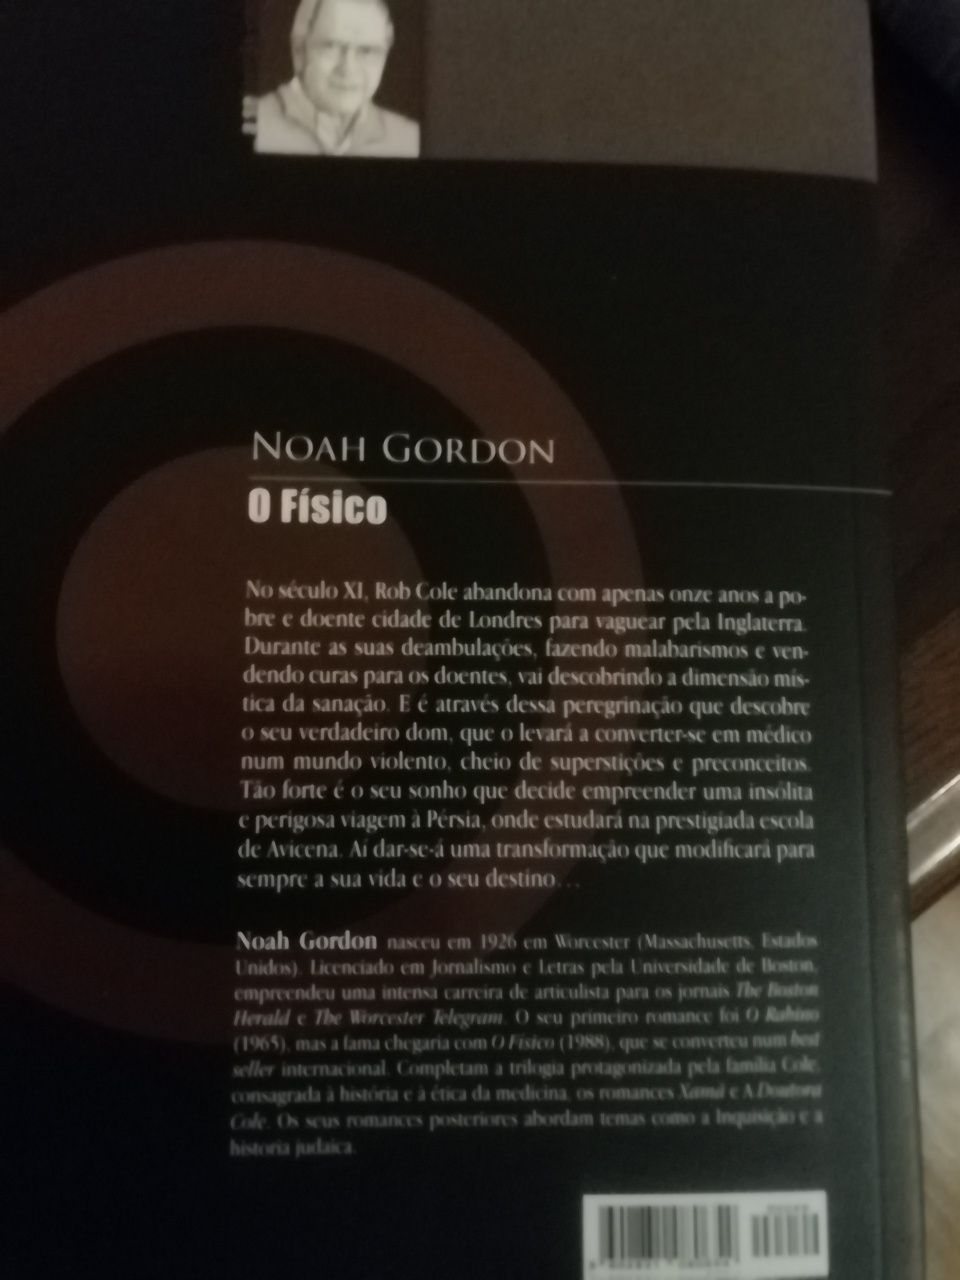 NOAH GORDON
O Físico
No século XI, Rob Cole abandona com apenas onze anos a po-
bre e doente cidade de Londres para vaguear pela Inglaterra.
Durante as suas deambulações, fazendo malabarismos e ven-
dendo curas para os doentes, vai descobrindo a dimensão mís-
tica da sanação. E é através dessa peregrinação que descobre
o seu verdadeiro dom, que o levará a converter-se em médico
num mundo violento, cheio de superstições e preconceitos.
Tão forte é o seu sonho que decide empreender uma insólita
e perigosa viagem à Pérsia, onde estudará na prestigiada escola
de Avicena. Aí dar-se-á uma transformação que modificará para
sempre a sua vida e o seu destino...
Noah Gordon nasceu em 1926 em Worcester (Massachusetts, Estados
Unidos). Licenciado em Jornalismo e Letras pela Universidade de Boston,
empreendeu uma intensa carreira de articulista para os jornais The Boston
Herald e The Worcester Telegram. O seu primeiro romance foi O Rabino
(1965), mas a fama chegaria com O Físico (1988), que se converteu num best
seller internacional. Completam a trilogia protagonizada pela família Cole,
consagrada à história e à ética da medicina, os romances Xamã e A Doutora
Cole. Os seus romances posteriores abordam temas como a Inquisição e a
história judaica.